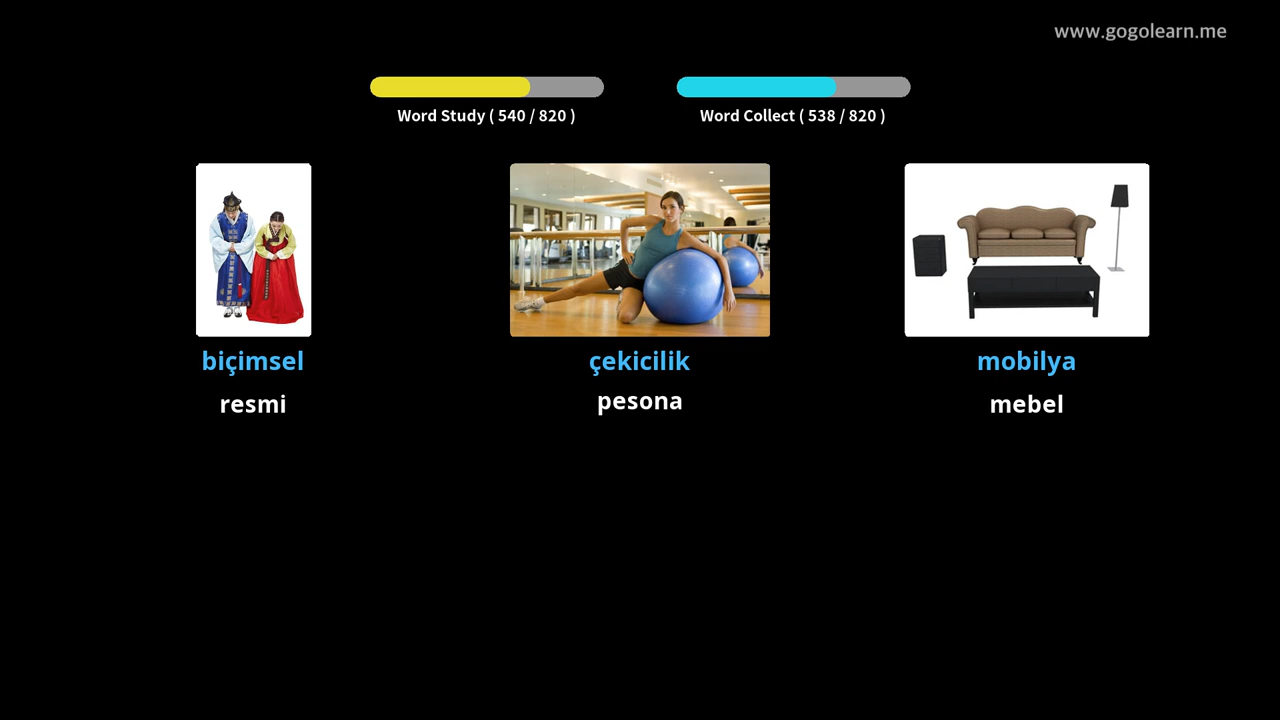 www.gogolearn.me
Word Study ( 540 / 820 )
Word Collect ( 538 / 820 )
biçimsel
resmi
çekicilik
pesona
mobilya
mebel